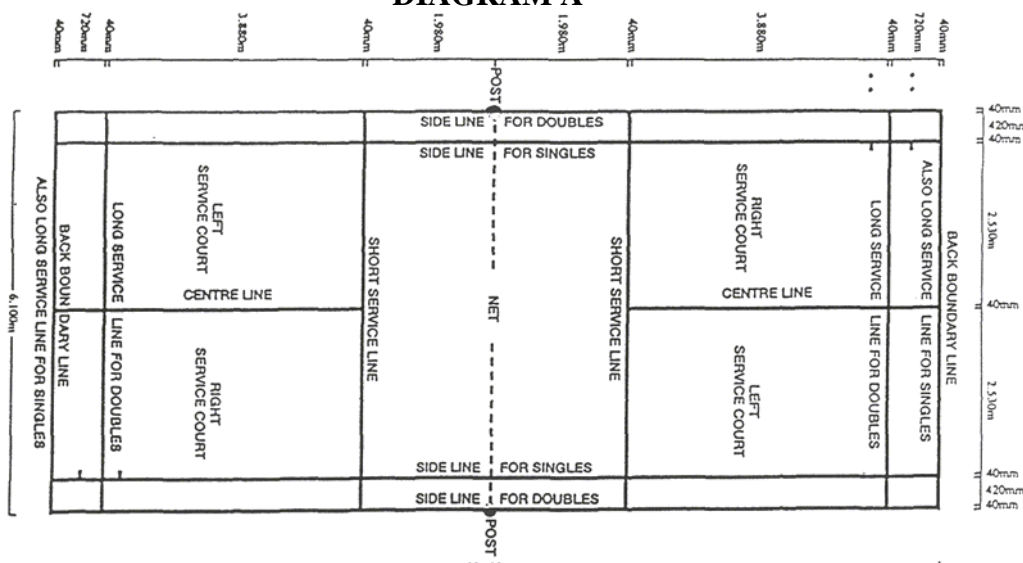 DIAGRAM A
40mm
720mm
40mm
3.880m
40mm
1.980m
1.980m
40mm
3.880m
40mm
720mm
40mm
POST
SIDE LINE FOR DOUBLES
SIDE LINE FOR SINGLES
40mm
420mm
40mm
2.530m
40mm
2.530m
40mm
420mm
40mm
ALSO LONG SERVICE LINE FOR SINGLES
BACK BOUNDARY LINE
LONG SERVICE LINE FOR DOUBLES
LEFT
SERVICE COURT
CENTRE LINE
RIGHT
SERVICE COURT
SHORT SERVICE LINE
NET
SHORT SERVICE LINE
RIGHT
SERVICE COURT
CENTRE LINE
LEFT
SERVICE COURT
LONG SERVICE LINE FOR DOUBLES
ALSO LONG SERVICE LINE FOR SINGLES
BACK BOUNDARY LINE
6.100m
SIDE LINE FOR SINGLES
SIDE LINE FOR DOUBLES
POST